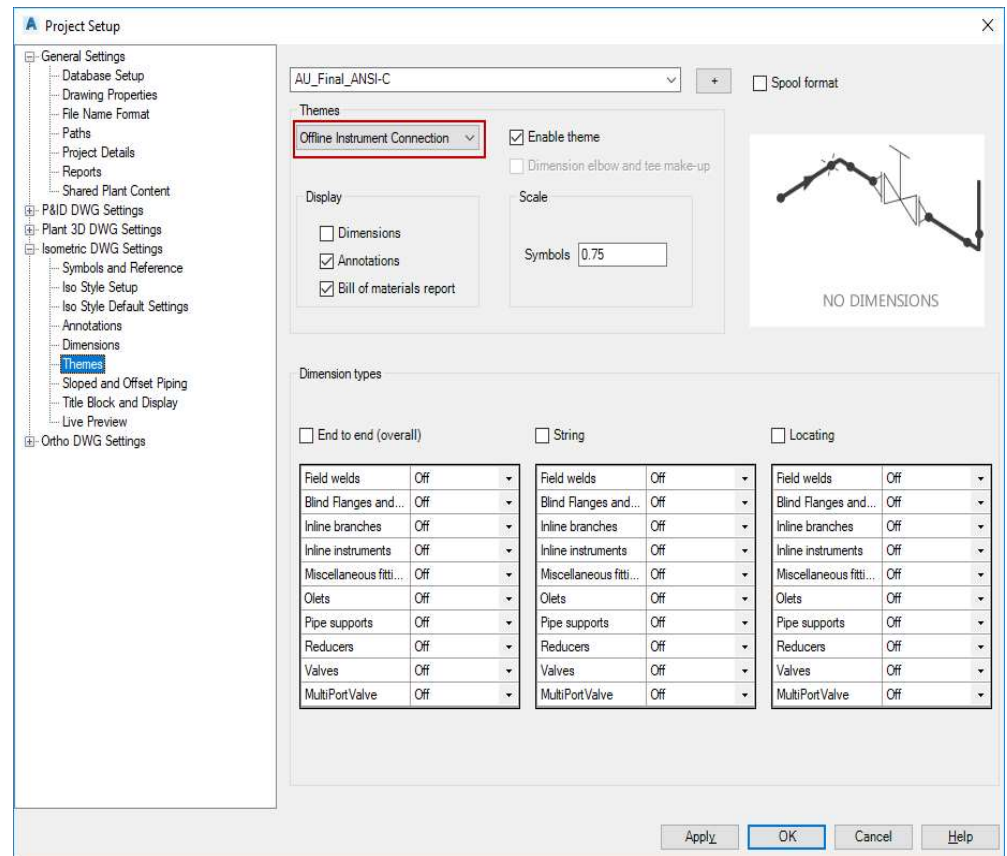 Project Setup
General Settings
Database Setup
Drawing Properties
File Name Format
Paths
Project Details
Reports
Shared Plant Content
P&ID DWG Settings
Plant 3D DWG Settings
Isometric DWG Settings
Symbols and Reference
Iso Style Setup
Iso Style Default Settings
Annotations
Dimensions
Themes
Sloped and Offset Piping
Title Block and Display
Live Preview
Ortho DWG Settings
AU_Final_ANSI-C + Spool format
Themes
Offline Instrument Connection Enable theme
Dimension elbow and tee make-up
Display Scale
Dimensions
Annotations Symbols 0.75
Bill of materials report
NO DIMENSIONS
Dimension types
End to end (overall) String Locating
Field welds Off Field welds Off Field welds Off
Blind Flanges and... Off Blind Flanges and... Off Blind Flanges and... Off
Inline branches Off Inline branches Off Inline branches Off
Inline instruments Off Inline instruments Off Inline instruments Off
Miscellaneous fitti... Off Miscellaneous fitti... Off Miscellaneous fitti... Off
Olets Off Olets Off Olets Off
Pipe supports Off Pipe supports Off Pipe supports Off
Reducers Off Reducers Off Reducers Off
Valves Off Valves Off Valves Off
MultiPortValve Off MultiPortValve Off MultiPortValve Off
Apply OK Cancel Help